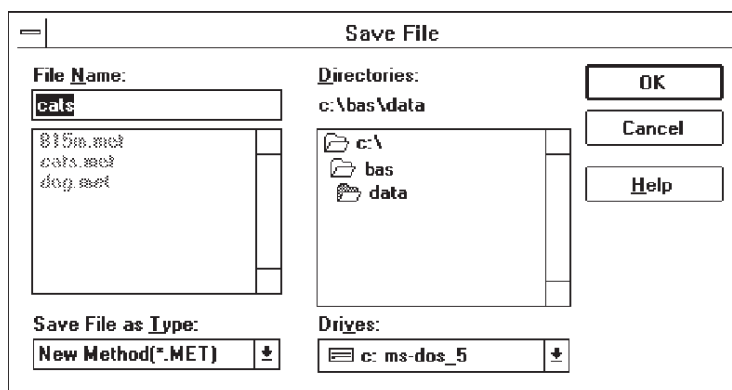 Save File
File Name:
cats
815m.met
cats.met
dog.met
Save File as Type:
New Method(*.MET)
Directories:
c:\bas\data
c:\
bas
data
Drives:
c: ms-dos_5
OK
Cancel
Help